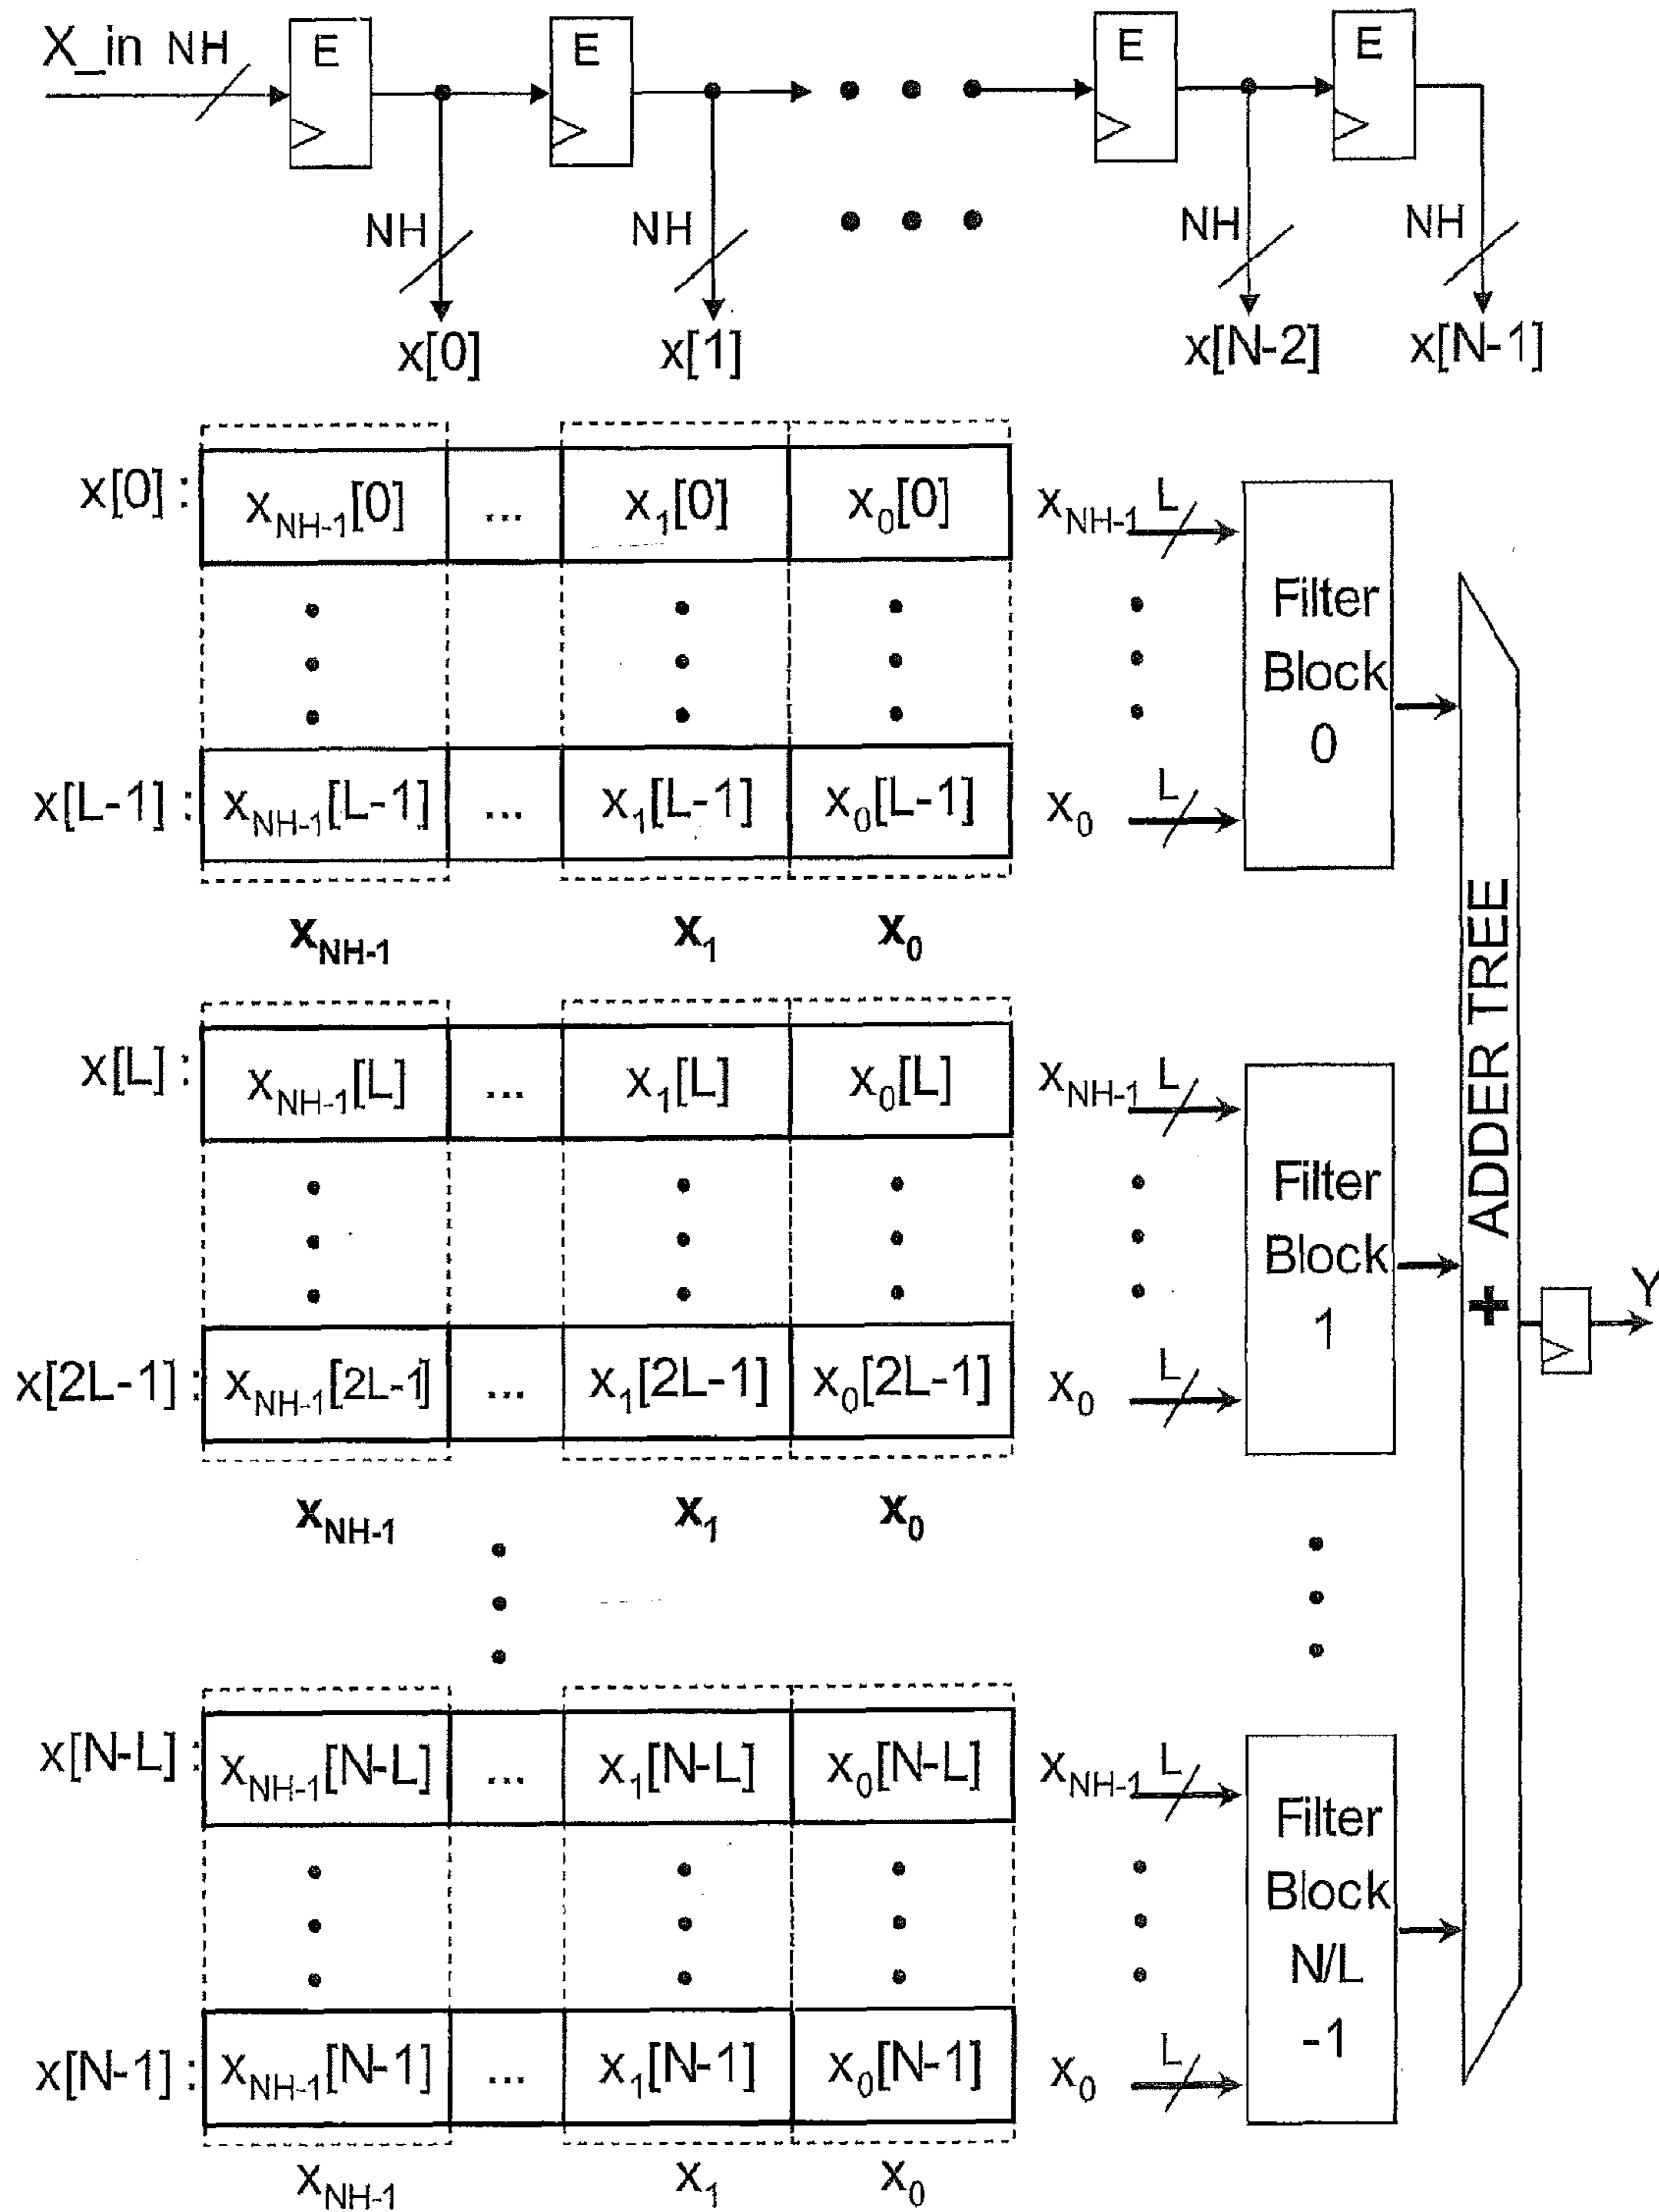 X_in NH E E E E
NH NH NH NH
x[0] x[1] x[N-2] x[N-1]
x[0] : x_NH-1[0] ... x_1[0] x_0[0] x_NH-1 L
Filter
Block
0
x[L-1] : x_NH-1[L-1] ... x_1[L-1] x_0[L-1] x_0 L
x_NH-1 x_1 x_0
x[L] : x_NH-1[L] ... x_1[L] x_0[L] x_NH-1 L
Filter
Block
1
+ ADDER TREE
Y
x[2L-1] : x_NH-1[2L-1] ... x_1[2L-1] x_0[2L-1] x_0 L
x_NH-1 x_1 x_0
x[N-L] : x_NH-1[N-L] ... x_1[N-L] x_0[N-L] x_NH-1 L
Filter
Block
N/L
-1
x[N-1] : x_NH-1[N-1] ... x_1[N-1] x_0[N-1] x_0 L
x_NH-1 x_1 x_0